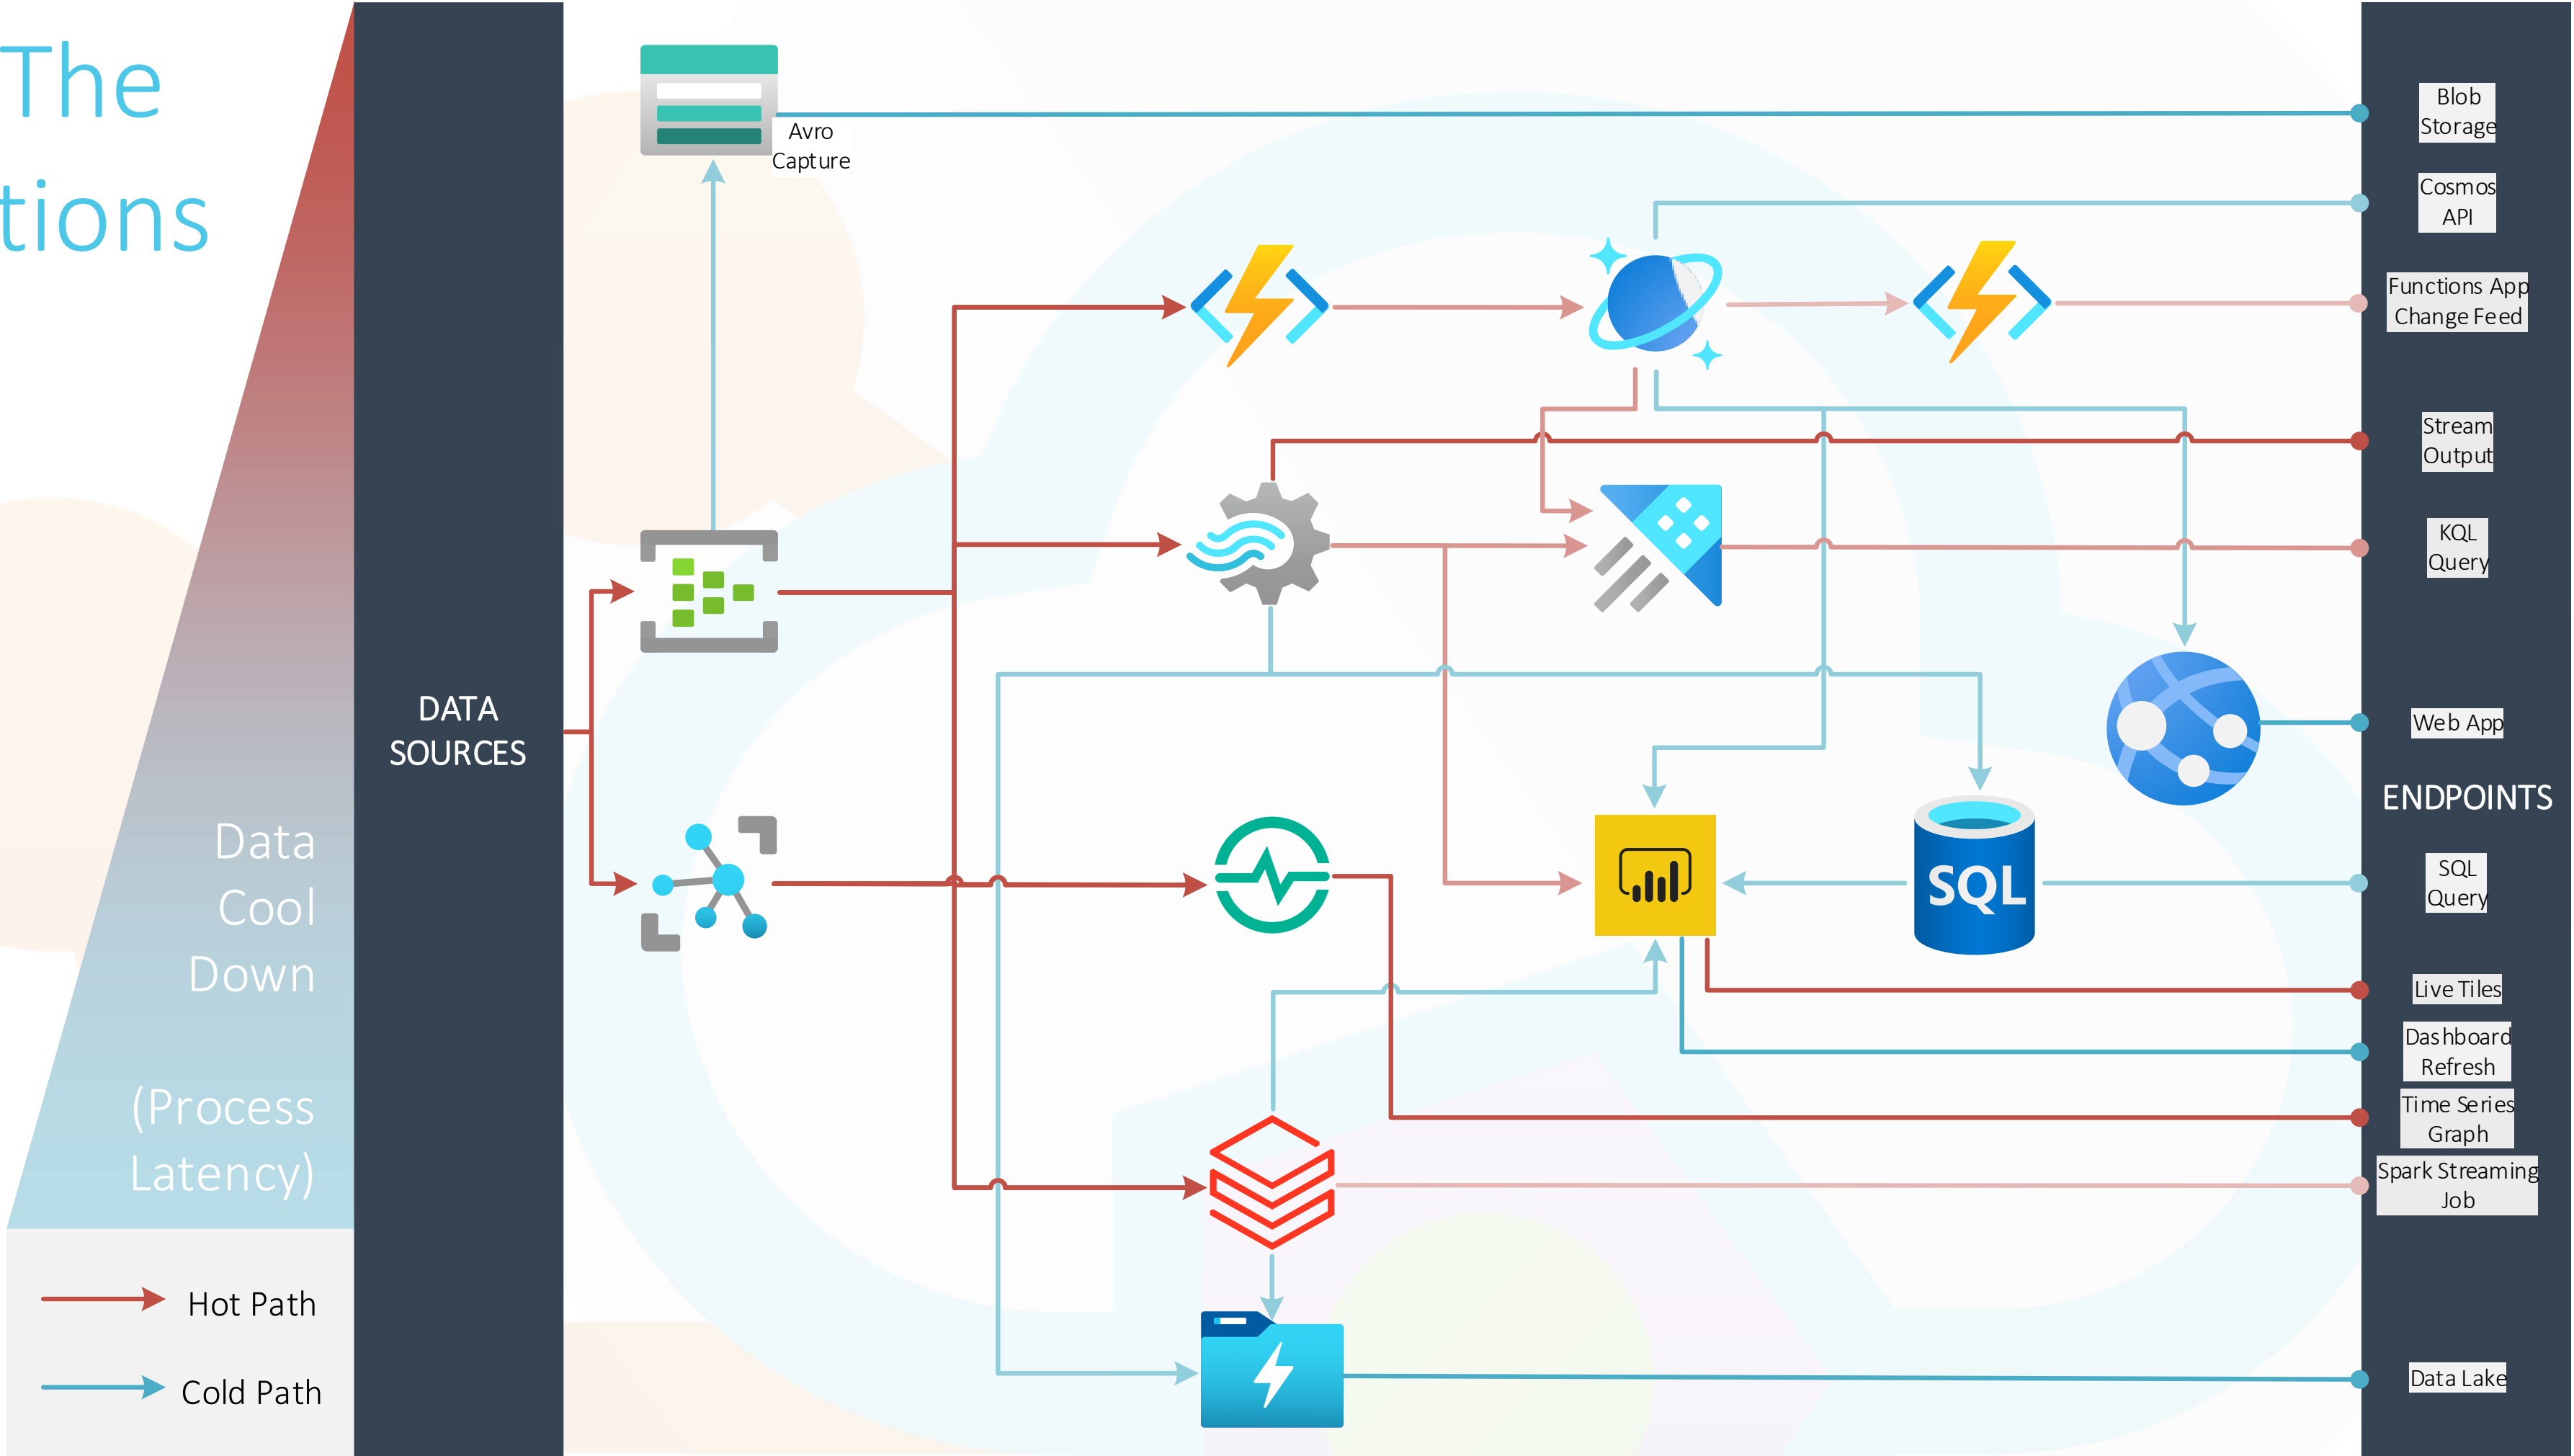 The
tions
Data
Cool
Down
(Process
Latency)
Hot Path
Cold Path
DATA
SOURCES
Avro
Capture
SQL
Blob
Storage
Cosmos
API
Functions App
Change Feed
Stream
Output
KQL
Query
Web App
ENDPOINTS
SQL
Query
Live Tiles
Dashboard
Refresh
Time Series
Graph
Spark Streaming
Job
Data Lake